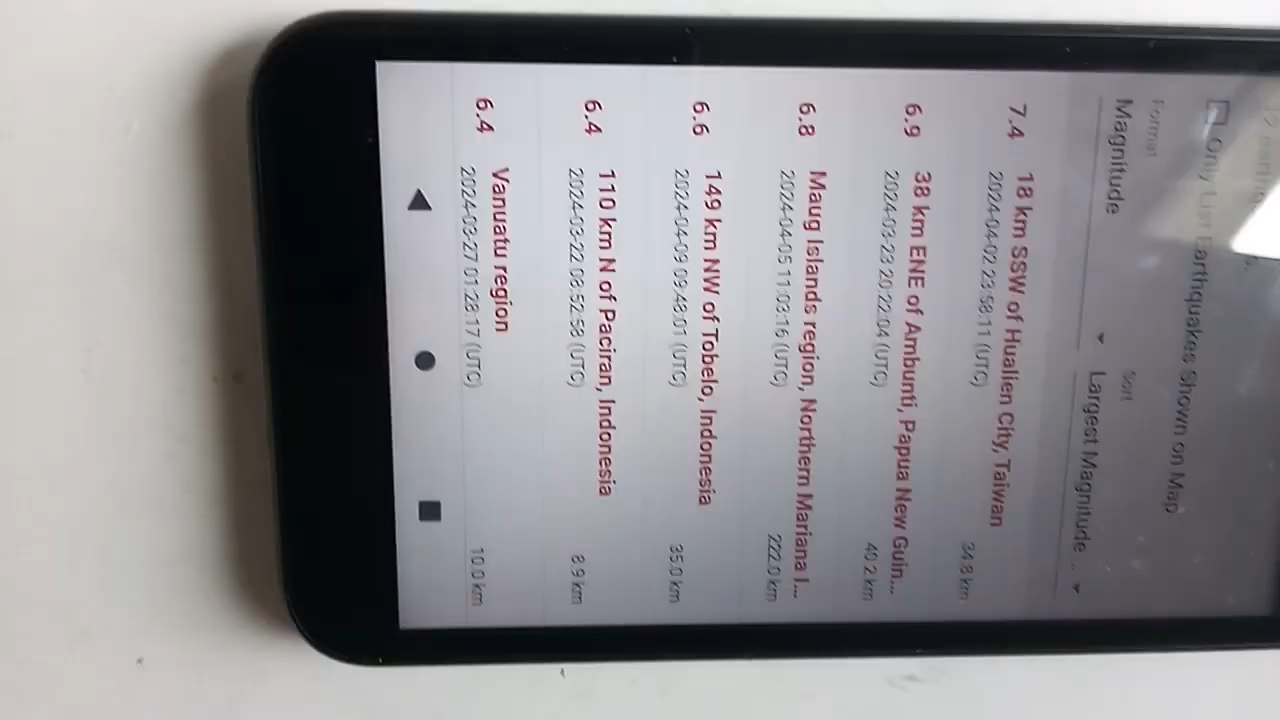 Only List Earthquakes Shown on Map
Format
Sort
Magnitude
Largest Magnitude ...
7.4
18 km SSW of Hualien City, Taiwan
2024-04-02 23:58:11 (UTC)
34.8 km
6.9
38 km ENE of Ambunti, Papua New Guin...
2024-03-23 20:22:04 (UTC)
40.2 km
6.8
Maug Islands region, Northern Mariana I...
2024-04-05 11:03:16 (UTC)
222.0 km
6.6
149 km NW of Tobelo, Indonesia
2024-04-09 09:48:01 (UTC)
35.0 km
6.4
110 km N of Paciran, Indonesia
2024-03-22 08:52:58 (UTC)
8.9 km
6.4
Vanuatu region
2024-03-27 01:28:17 (UTC)
10.0 km